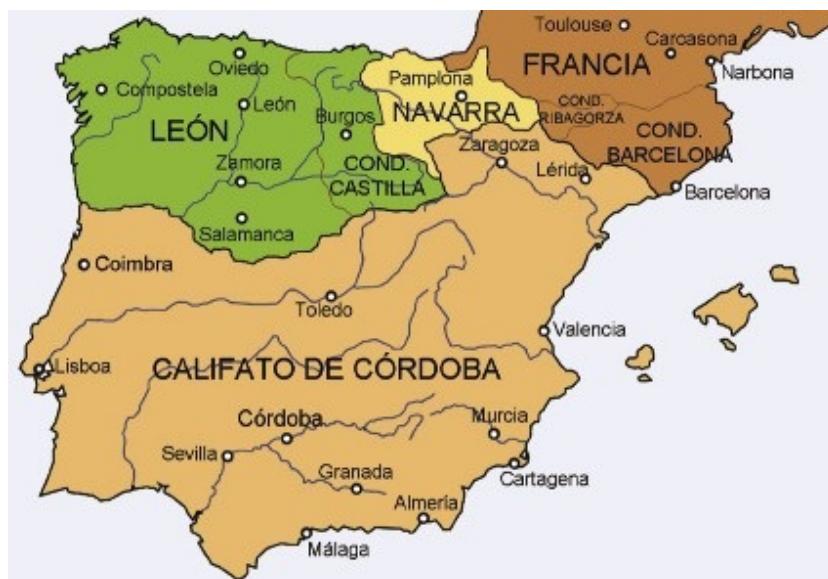 Toulouse
Carcasona
FRANCIA
Narbona
Oviedo
Pamplona
Compostela
León
NAVARRA
COND.
RIBAGORZA
LEÓN
Burgos
COND.
BARCELONA
Zaragoza
Zamora
COND.
CASTILLA
Lérida
Barcelona
Salamanca
Coimbra
Toledo
Valencia
Lisboa
CALIFATO DE CÓRDOBA
Córdoba
Murcia
Sevilla
Granada
Cartagena
Almería
Málaga